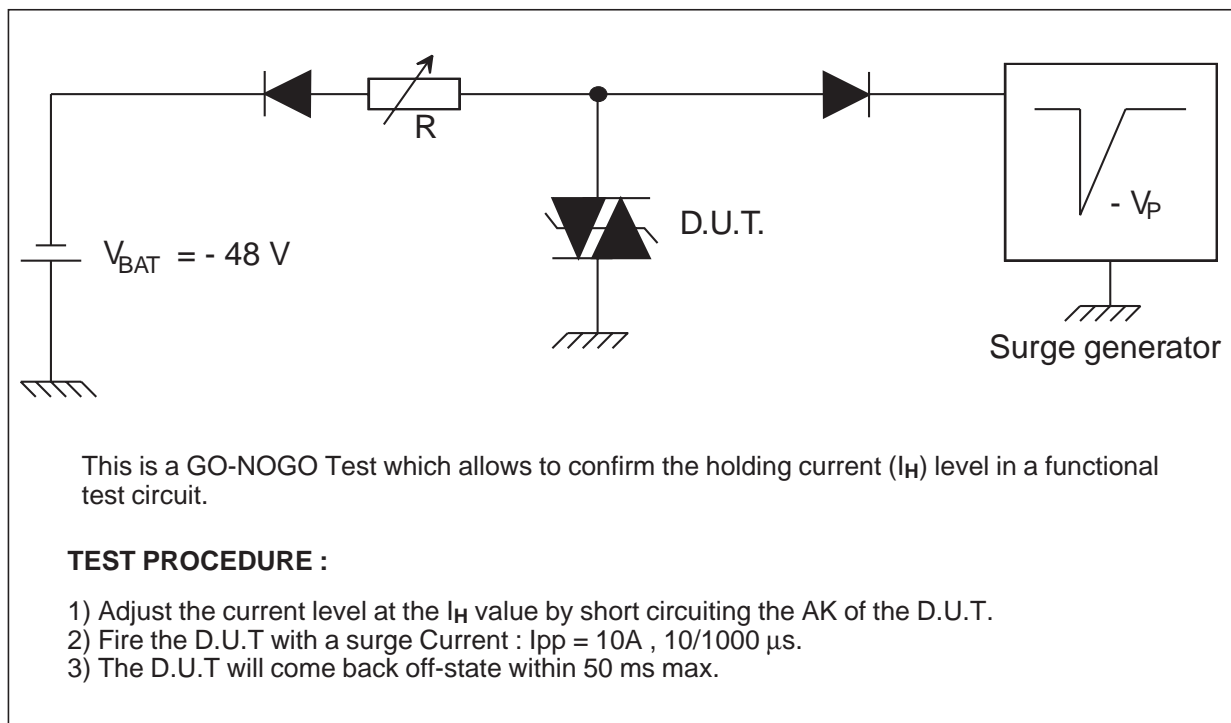 R
V_BAT = - 48 V
D.U.T.
- V_P
Surge generator
This is a GO-NOGO Test which allows to confirm the holding current (I_H) level in a functional
test circuit.
TEST PROCEDURE :
1) Adjust the current level at the I_H value by short circuiting the AK of the D.U.T.
2) Fire the D.U.T with a surge Current : Ipp = 10A , 10/1000 µs.
3) The D.U.T will come back off-state within 50 ms max.